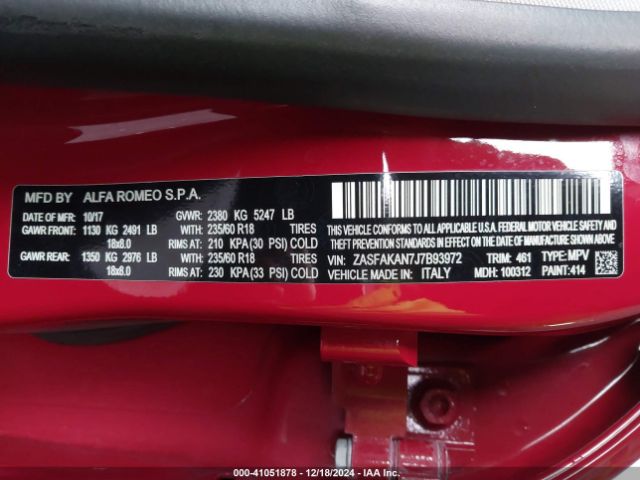 MFD BY ALFA ROMEO S.P.A.
DATE OF MFR: 10/17 GVWR: 2380 KG 5247 LB
GAWR FRONT: 1130 KG 2491 LB WITH: 235/60 R18 TIRES
18x8.0 RIMS AT: 210 KPA (30 PSI) COLD
GAWR REAR: 1350 KG 2976 LB WITH: 235/60 R18 TIRES
18x8.0 RIMS AT: 230 KPA (33 PSI) COLD
THIS VEHICLE CONFORMS TO ALL APPLICABLE U.S.A. FEDERAL MOTOR VEHICLE SAFETY,
BUMPER, AND THEFT PREVENTION STANDARDS IN EFFECT ON THE DATE OF MANUFACTURE SHOWN ABOVE.
VIN: ZASFAKAN7J7B93972 TRIM: 461 TYPE: MPV
VEHICLE MADE IN: ITALY MDH: 100312 PAINT: 414
000-41051878 - 12/18/2024 - IAA Inc.